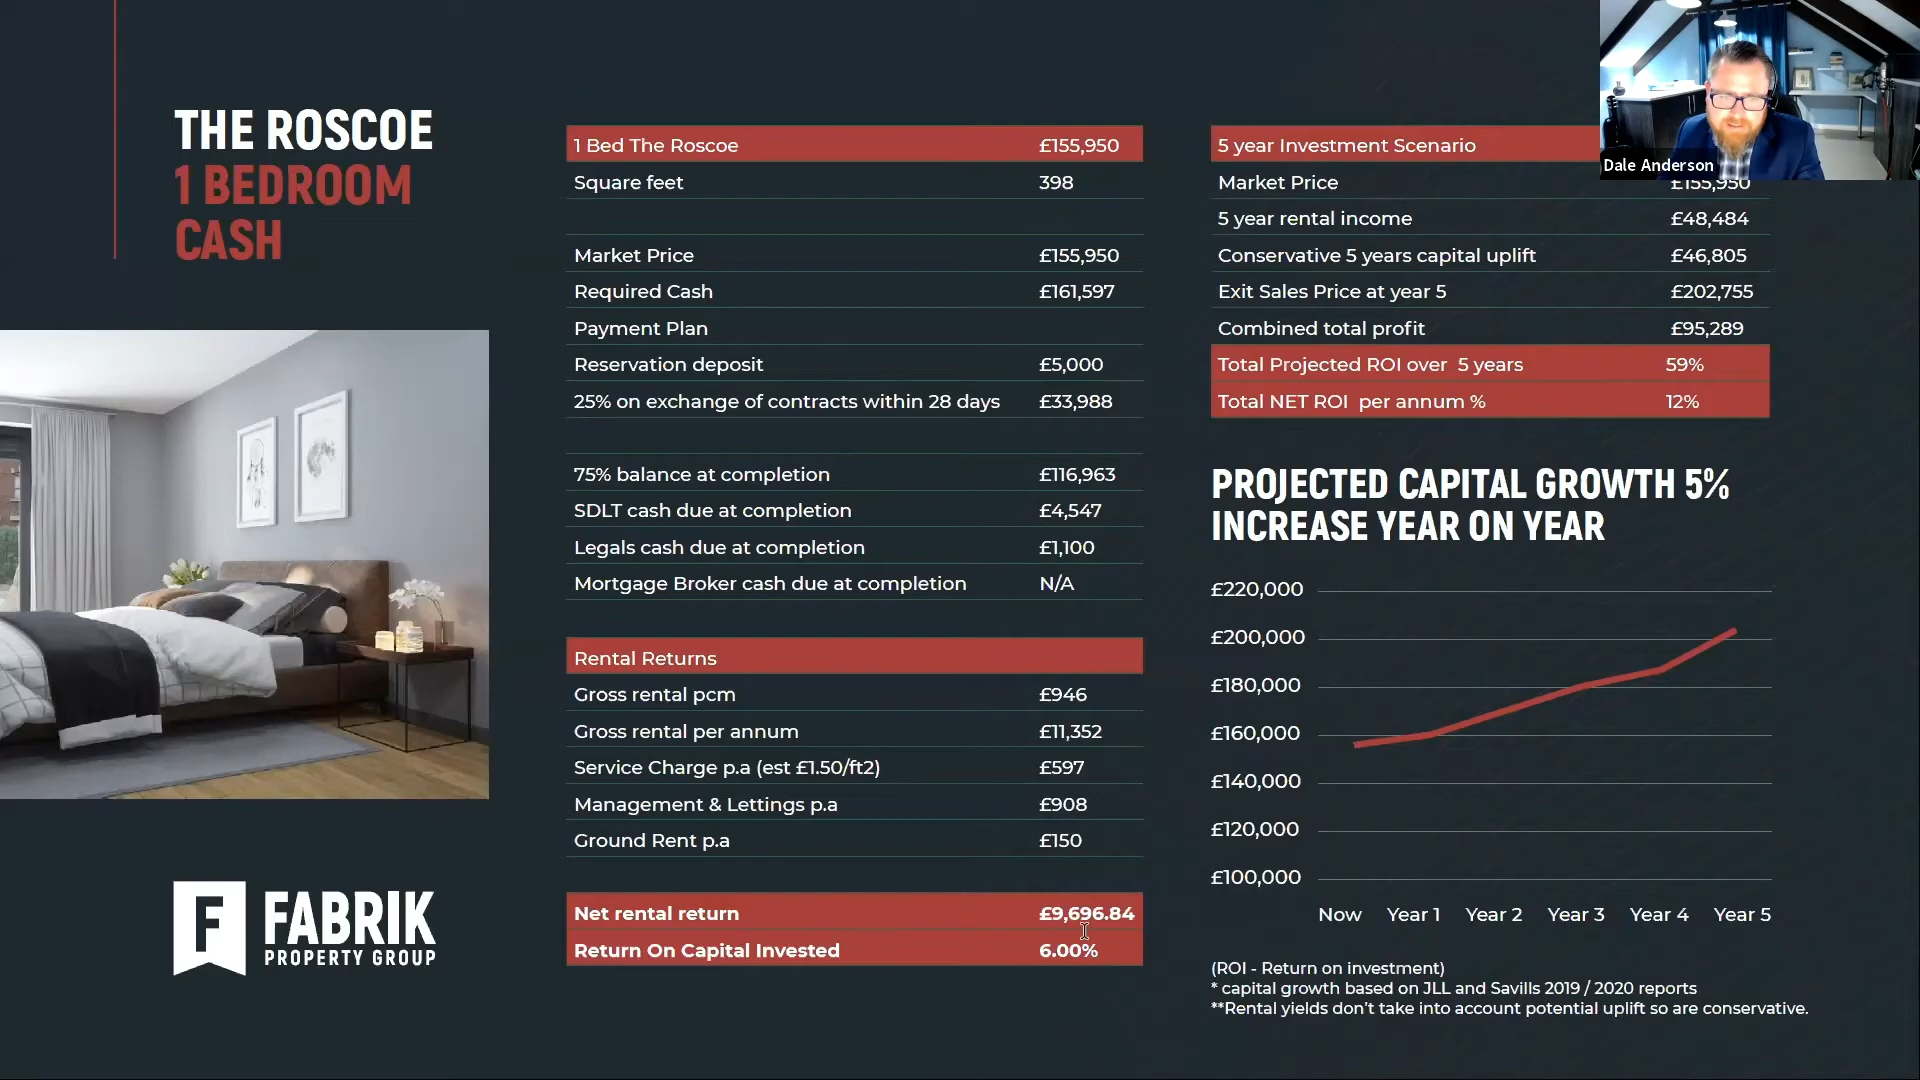 THE ROSCOE
1 BEDROOM
CASH
1 Bed The Roscoe £155,950
Square feet 398
Market Price £155,950
Required Cash £161,597
Payment Plan
Reservation deposit £5,000
25% on exchange of contracts within 28 days £33,988
75% balance at completion £116,963
SDLT cash due at completion £4,547
Legals cash due at completion £1,100
Mortgage Broker cash due at completion N/A
Rental Returns
Gross rental pcm £946
Gross rental per annum £11,352
Service Charge p.a (est £1.50/ft2) £597
Management & Lettings p.a £908
Ground Rent p.a £150
Net rental return £9,696.84
Return On Capital Invested 6.00%
5 year Investment Scenario
Market Price £155,950
5 year rental income £48,484
Conservative 5 years capital uplift £46,805
Exit Sales Price at year 5 £202,755
Combined total profit £95,289
Total Projected ROI over 5 years 59%
Total NET ROI per annum % 12%
PROJECTED CAPITAL GROWTH 5%
INCREASE YEAR ON YEAR
£220,000
£200,000
£180,000
£160,000
£140,000
£120,000
£100,000
Now Year 1 Year 2 Year 3 Year 4 Year 5
(ROI - Return on investment)
* capital growth based on JLL and Savills 2019 / 2020 reports
**Rental yields don't take into account potential uplift so are conservative.
F FABRIK
PROPERTY GROUP
Dale Anderson